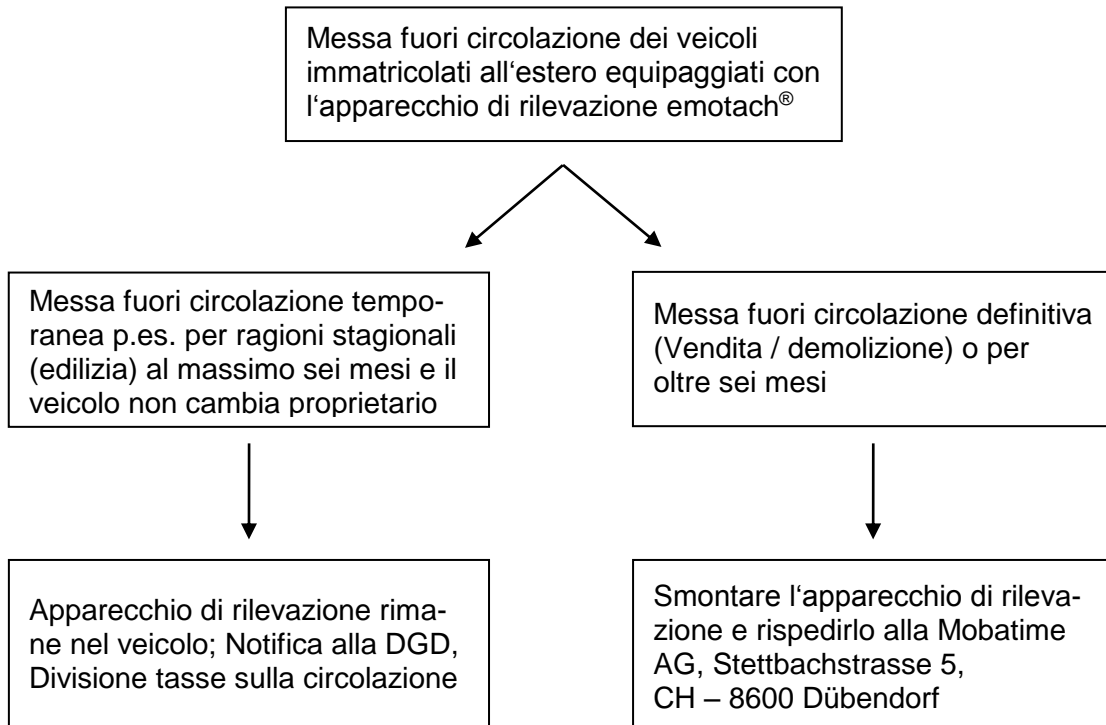 Messa fuori circolazione dei veicoli
immatricolati all‘estero equipaggiati con
l‘apparecchio di rilevazione emotach®
Messa fuori circolazione tempo-
ranea p.es. per ragioni stagionali
(edilizia) al massimo sei mesi e il
veicolo non cambia proprietario
Messa fuori circolazione definitiva
(Vendita / demolizione) o per
oltre sei mesi
Apparecchio di rilevazione rima-
ne nel veicolo; Notifica alla DGD,
Divisione tasse sulla circolazione
Smontare l‘apparecchio di rileva-
zione e rispedirlo alla Mobatime
AG, Stettbachstrasse 5,
CH – 8600 Dübendorf